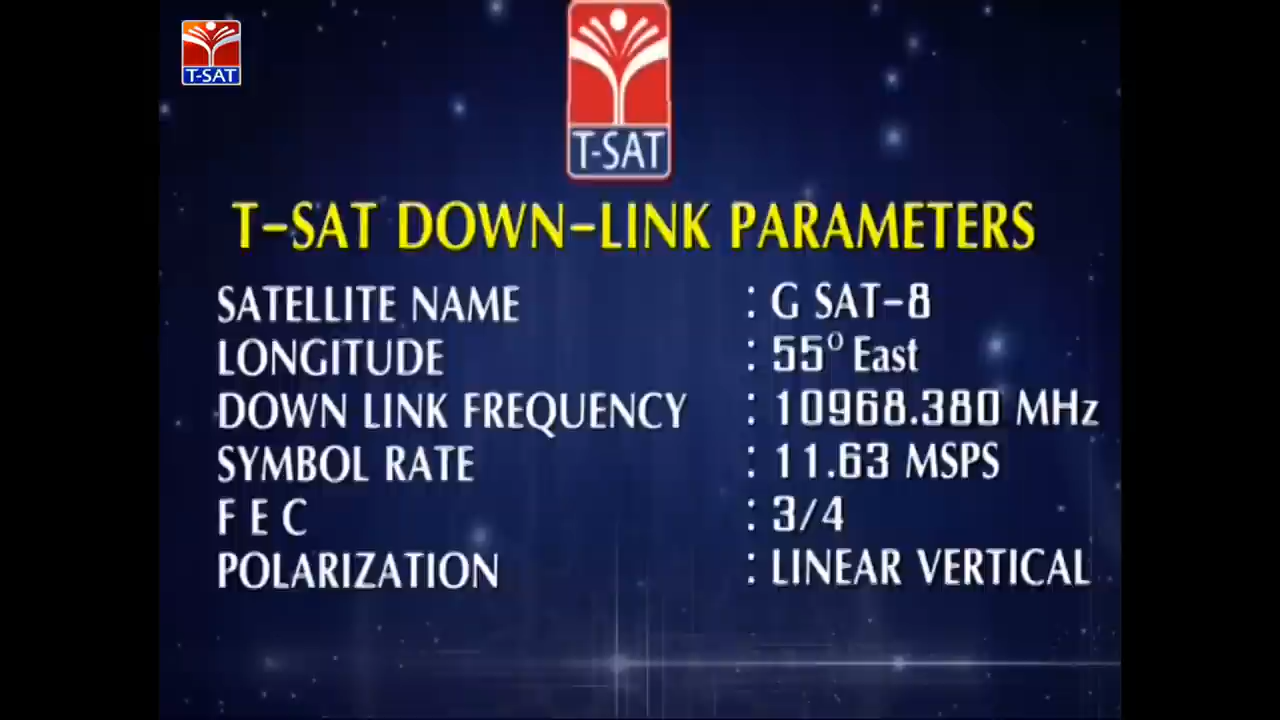 T-SAT
T-SAT
T-SAT DOWN-LINK PARAMETERS
SATELLITE NAME : G SAT-8
LONGITUDE : 55° East
DOWN LINK FREQUENCY : 10968.380 MHz
SYMBOL RATE : 11.63 MSPS
F E C : 3/4
POLARIZATION : LINEAR VERTICAL